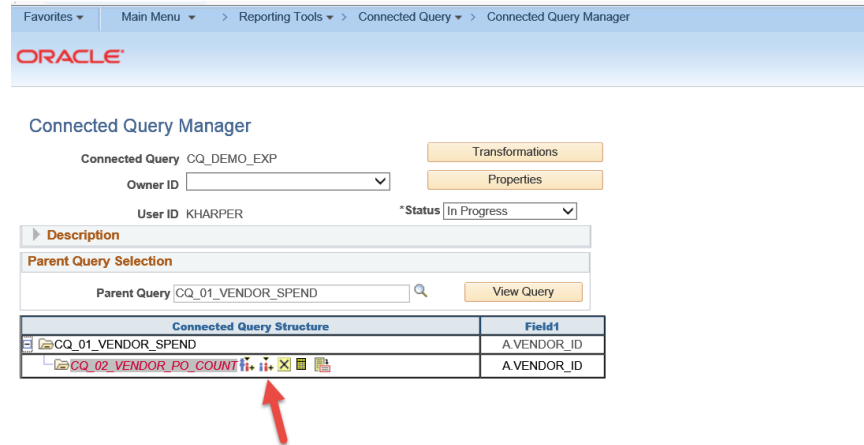 Favorites Main Menu > Reporting Tools > Connected Query > Connected Query Manager
ORACLE
Connected Query Manager
Connected Query CQ_DEMO_EXP
Transformations
Owner ID
Properties
User ID KHARPER
*Status In Progress
Description
Parent Query Selection
Parent Query CQ_01_VENDOR_SPEND
View Query
Connected Query Structure Field1
CQ_01_VENDOR_SPEND A.VENDOR_ID
CQ_02_VENDOR_PO_COUNT A.VENDOR_ID